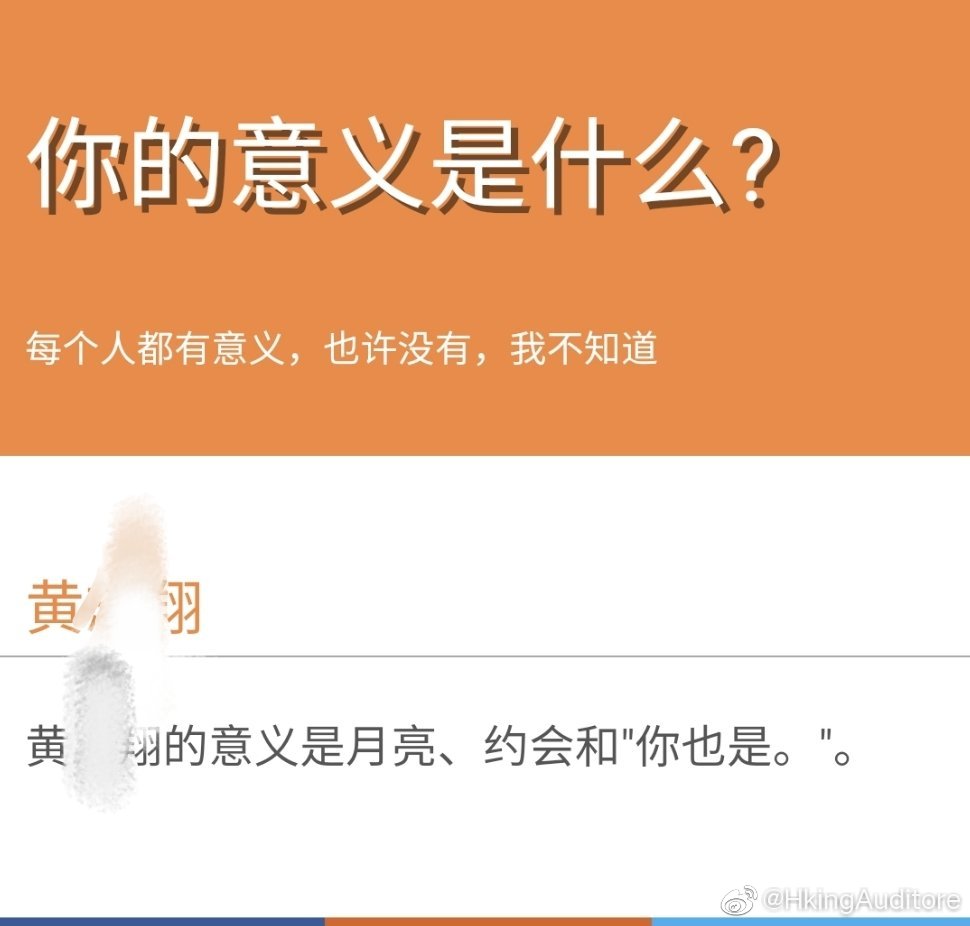 你的意义是什么?
每个人都有意义，也许没有，我不知道
黄 翔
黄 翔的意义是月亮、约会和"你也是。"。
@HkingAuditore